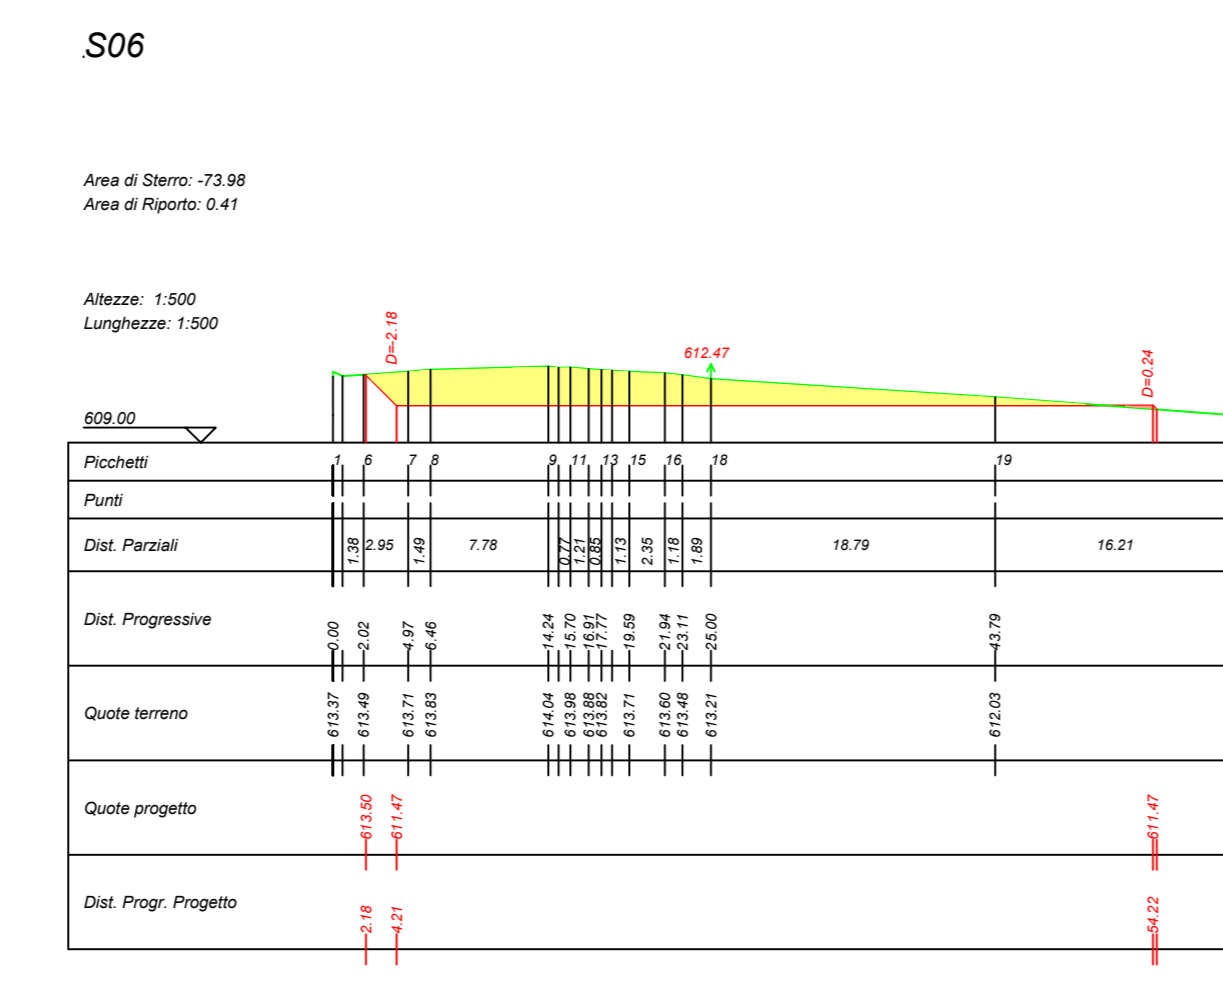 .S06
Area di Sterro: -73.98
Area di Riporto: 0.41
Altezze: 1:500
Lunghezze: 1:500
D=-2.18
612.47
D=0.24
609.00
Picchetti 1 6 7 8 9 11 13 15 16 18 19
Punti
Dist. Parziali 1.38 2.95 1.49 7.78 0.77 1.21 0.85 1.13 2.35 1.18 1.89 18.79 16.21
Dist. Progressive 0.00 2.02 4.97 6.46 14.24 15.70 16.91 17.77 19.59 21.94 23.11 25.00 43.79
Quote terreno 613.37 613.49 613.71 613.83 614.04 613.98 613.88 613.82 613.71 613.60 613.48 613.21 612.03
Quote progetto 613.50 611.47 611.47
Dist. Progr. Progetto 2.18 4.21 54.22